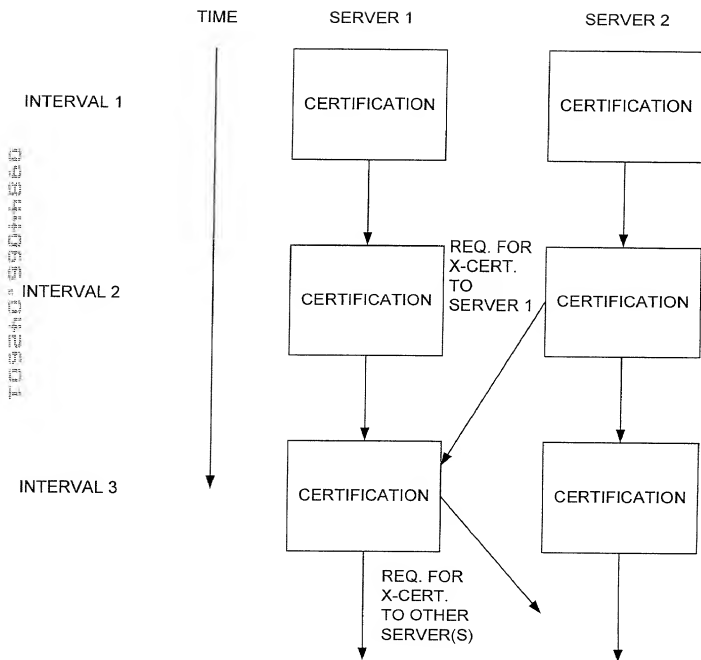 TIME
SERVER 1
SERVER 2
INTERVAL 1
CERTIFICATION
CERTIFICATION
INTERVAL 2
CERTIFICATION
REQ. FOR
X-CERT.
TO
SERVER 1
CERTIFICATION
INTERVAL 3
CERTIFICATION
CERTIFICATION
REQ. FOR
X-CERT.
TO OTHER
SERVER(S)